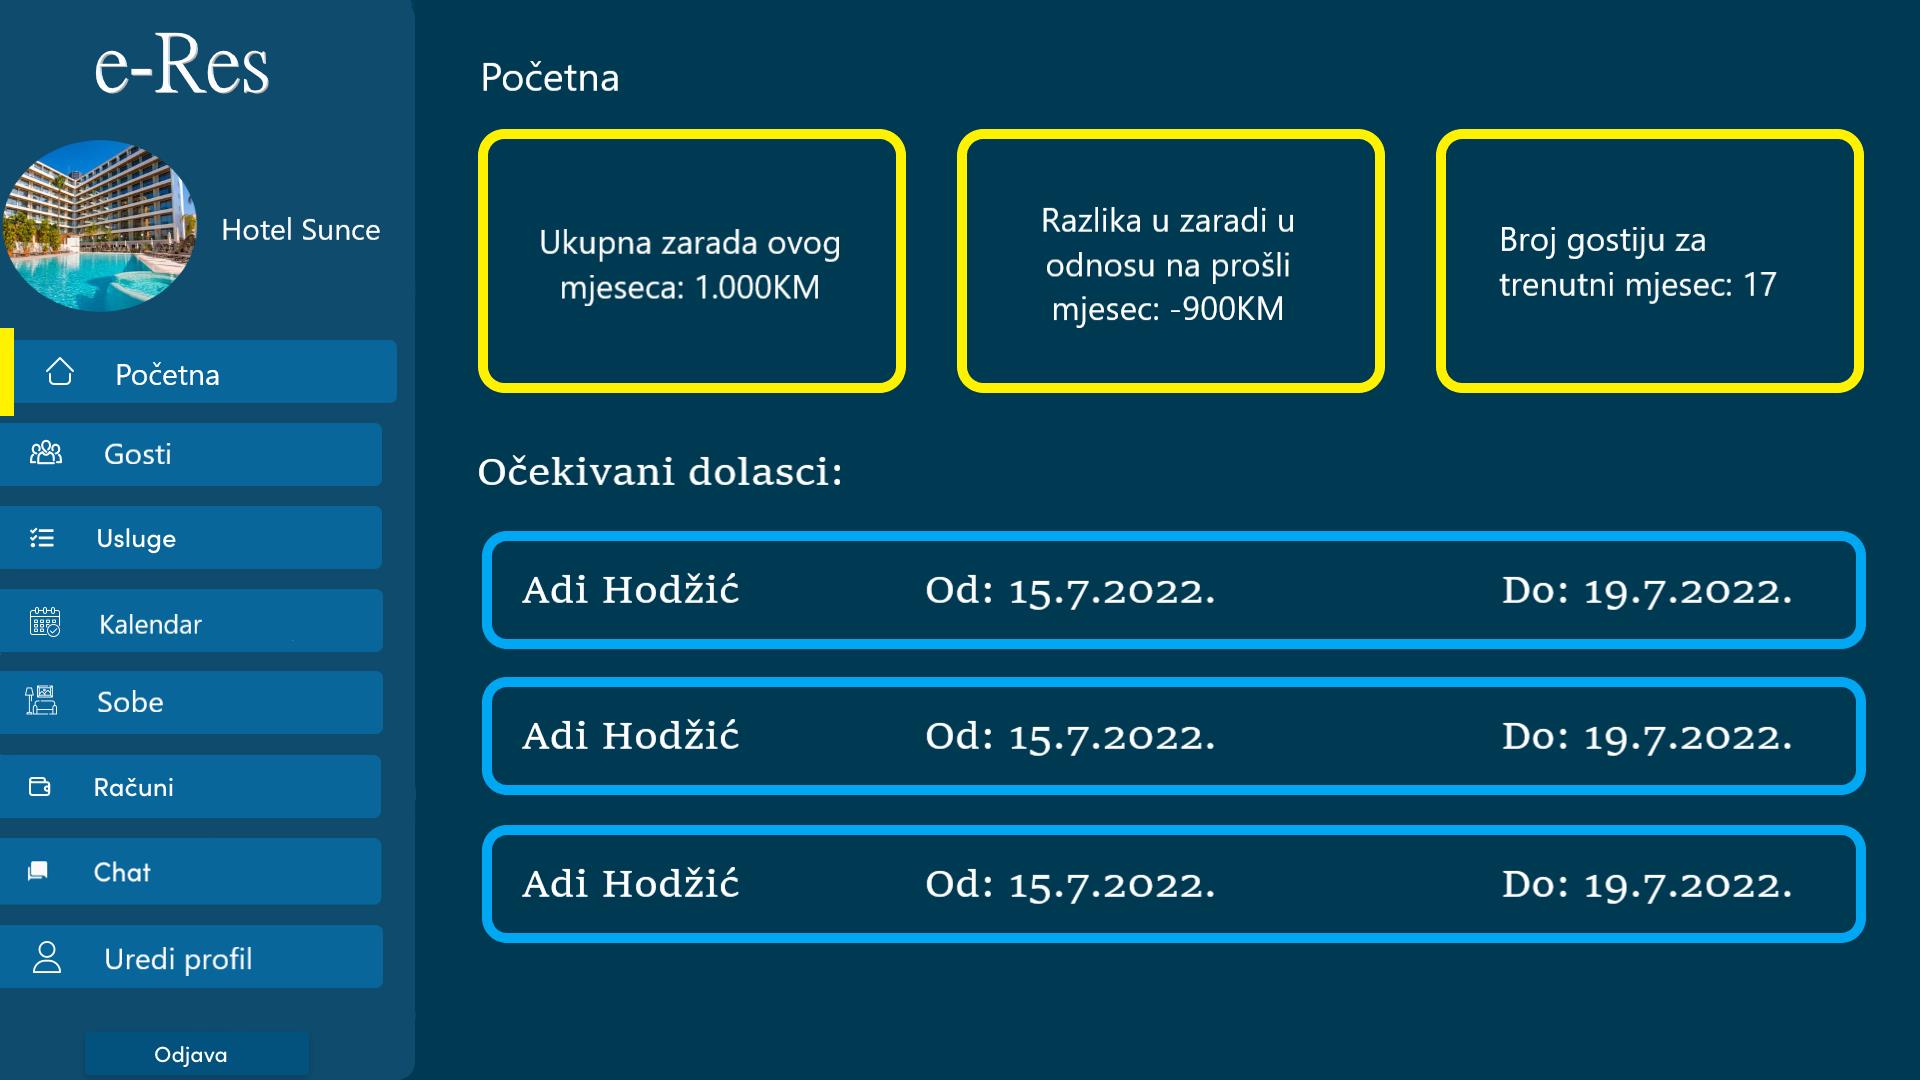 e-Res
Hotel Sunce
Početna
Gosti
Usluge
Kalendar
Sobe
Računi
Chat
Uredi profil
Odjava
Početna
Ukupna zarada ovog
mjeseca: 1.000KM
Razlika u zaradi u
odnosu na prošli
mjesec: -900KM
Broj gostiju za
trenutni mjesec: 17
Očekivani dolasci:
Adi Hodžić Od: 15.7.2022. Do: 19.7.2022.
Adi Hodžić Od: 15.7.2022. Do: 19.7.2022.
Adi Hodžić Od: 15.7.2022. Do: 19.7.2022.